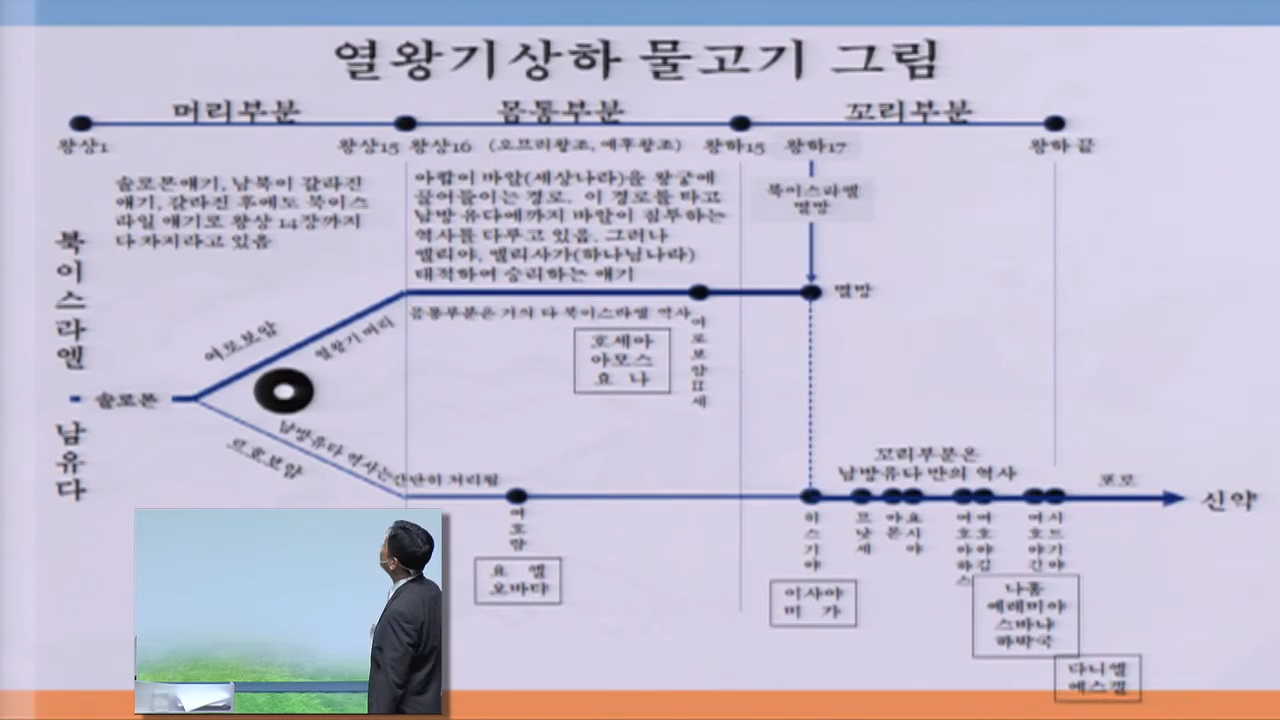 열왕기상하 물고기 그림
머리부분
몸통부분
꼬리부분
왕상1
왕상15
왕상16
(오므리왕조, 예후왕조)
왕하15
왕하17
왕하 끝
솔로몬얘기, 남북이 갈라진
얘기, 갈라진 후에도 북이스
라엘 얘기로 왕상 14장까지
다 차지하고 있음
아합이 바알(세상나라)을 왕궁에
끌어들이는 경로. 이 경로를 타고
남방 유다에까지 바알이 침투하는
역사를 다루고 있음. 그러나
엘리야, 엘리사가(하나님나라)
대적하여 승리하는 얘기
북이스라엘
멸망
북이스라엘
멸망
몸통부분은 거의 다 북이스라엘 역사
여로보암
열왕기 머리
여로보암II세
호세아
아모스
요 나
솔로몬
남유다
남방유다 역사는 간단히 처리됨
르호보암
꼬리부분은
남방유다 만의 역사
포로
신약
여호람
히스기야
므낫세
아몬
요시야
여호아하스
여호야김
여호야긴
시드기야
요 엘
오바댜
이사야
미 가
나훔
예레미야
스바냐
하박국
다니엘
에스겔